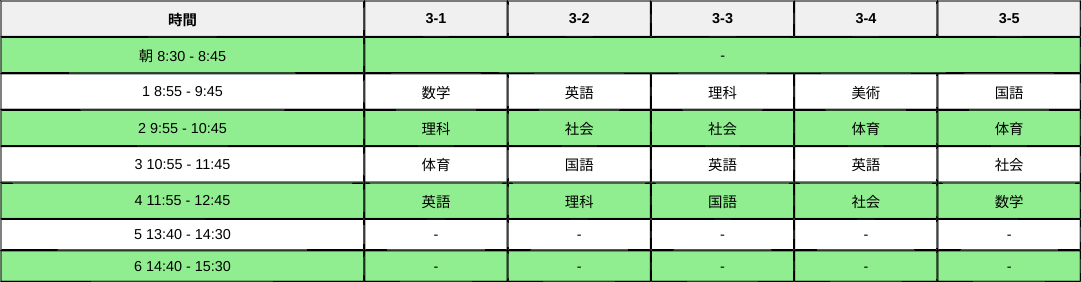 時間 3-1 3-2 3-3 3-4 3-5
朝 8:30 - 8:45 -
1 8:55 - 9:45 数学 英語 理科 美術 国語
2 9:55 - 10:45 理科 社会 社会 体育 体育
3 10:55 - 11:45 体育 国語 英語 英語 社会
4 11:55 - 12:45 英語 理科 国語 社会 数学
5 13:40 - 14:30 - - - - -
6 14:40 - 15:30 - - - - -